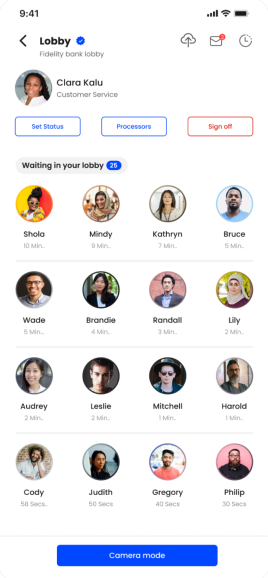 9:41
Lobby
Fidelity bank lobby
Clara Kalu
Customer Service
Set Status Processors Sign off
Waiting in your lobby 25
Shola Mindy Kathryn Bruce
10 Min.. 9 Min.. 7 Min.. 5 Min..
Wade Brandie Randall Lily
5 Min.. 4 Min.. 3 Min.. 2 Min..
Audrey Leslie Mitchell Harold
2 Min.. 2 Min.. 1 Min.. 1 Min..
Cody Judith Gregory Philip
58 Secs.. 50 Secs 40 Secs 30 Secs
Camera mode